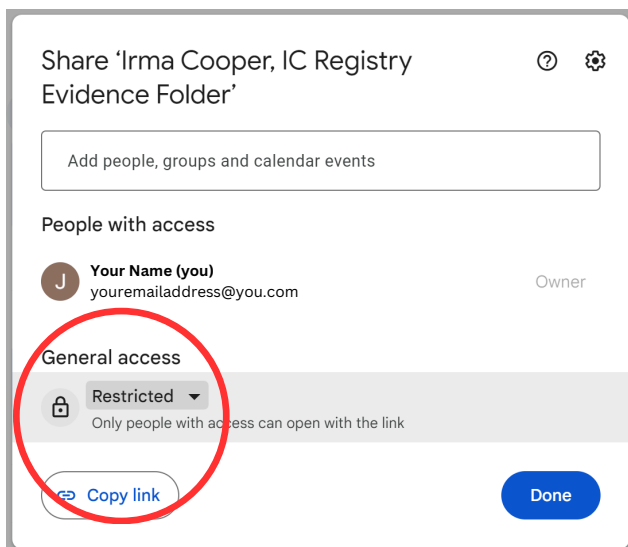 Share ‘Irma Cooper, IC Registry
Evidence Folder’
Add people, groups and calendar events
People with access
J
Your Name (you)
youremailaddress@you.com
Owner
General access
Restricted
Only people with access can open with the link
Copy link
Done